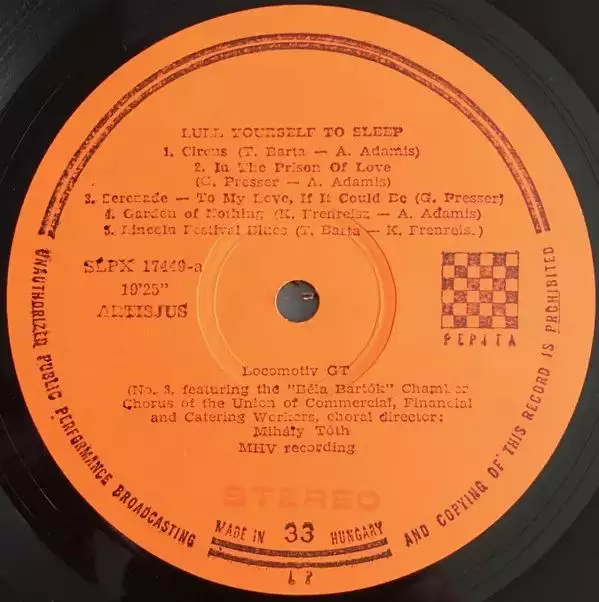 LULL YOURSELF TO SLEEP
1. Circus (T. Barta — A. Adamis)
2. In The Prison Of Love
(G. Presser — A. Adamis)
3. Serenade — To My Love, If It Could Be (G. Presser)
4. Garden of Nothing (K. Frenreisz — A. Adamis)
5. Lincoln Festival Blues (T. Barta — K. Frenreis.)
SLPX 17449-a
19'25"
ARTISJUS
PEPITA
Locomotiv GT
(No. 3, featuring the "Béla Bartók" Chamber
Chorus of the Union of Commercial, Financial
and Catering Workers, choral director:
Mihály Tóth
MHV recording
STEREO
UNAUTHORIZED PUBLIC PERFORMANCE BROADCASTING AND COPYING OF THIS RECORD IS PROHIBITED
MADE IN 33 HUNGARY